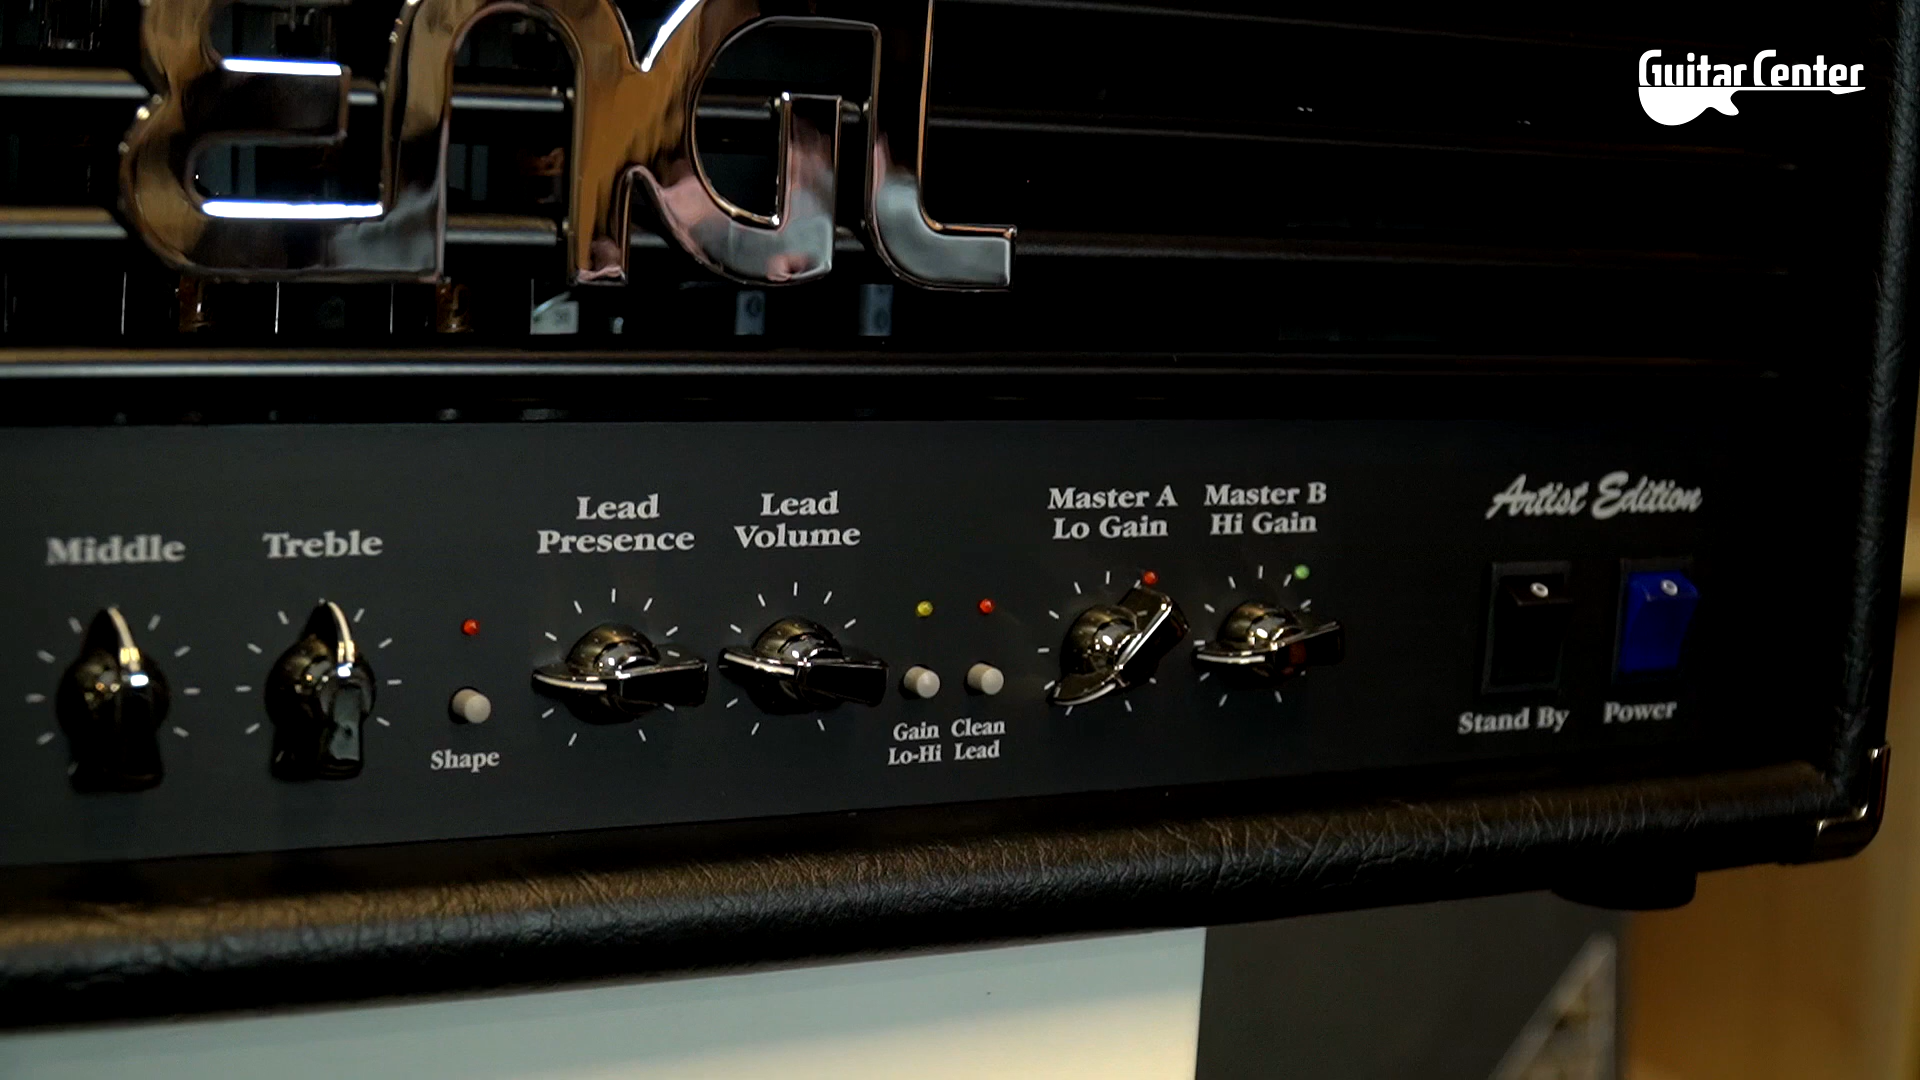 Engl
Guitar Center
Artist Edition
Middle
Treble
Lead
Presence
Lead
Volume
Master A
Lo Gain
Master B
Hi Gain
Shape
Gain
Lo-Hi
Clean
Lead
Stand By
Power